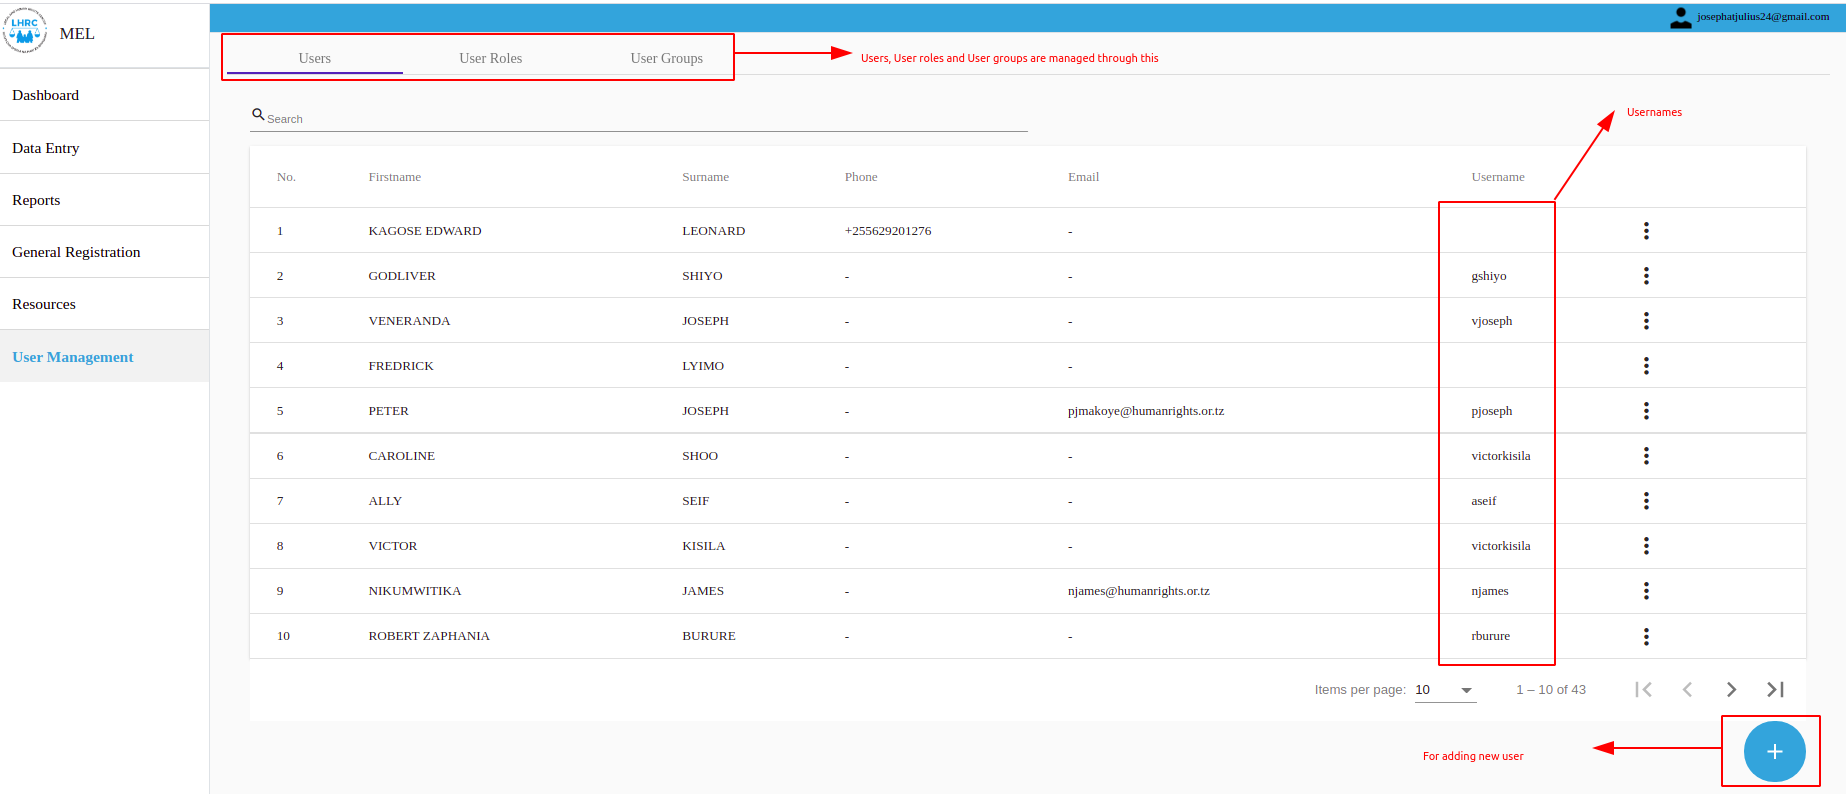 LHRC
MEL
josephatjulius24@gmail.com
Users User Roles User Groups
Users, User roles and User groups are managed through this
Dashboard
Data Entry
Reports
General Registration
Resources
User Management
Search
Usernames
No. Firstname Surname Phone Email Username
1 KAGOSE EDWARD LEONARD +255629201276 -
2 GODLIVER SHIYO - - gshiyo
3 VENERANDA JOSEPH - - vjoseph
4 FREDRICK LYIMO - -
5 PETER JOSEPH - pjmakoye@humanrights.or.tz pjoseph
6 CAROLINE SHOO - - victorkisila
7 ALLY SEIF - - aseif
8 VICTOR KISILA - - victorkisila
9 NIKUMWITIKA JAMES - njames@humanrights.or.tz njames
10 ROBERT ZAPHANIA BURURE - - rburure
Items per page: 10 1 – 10 of 43
For adding new user